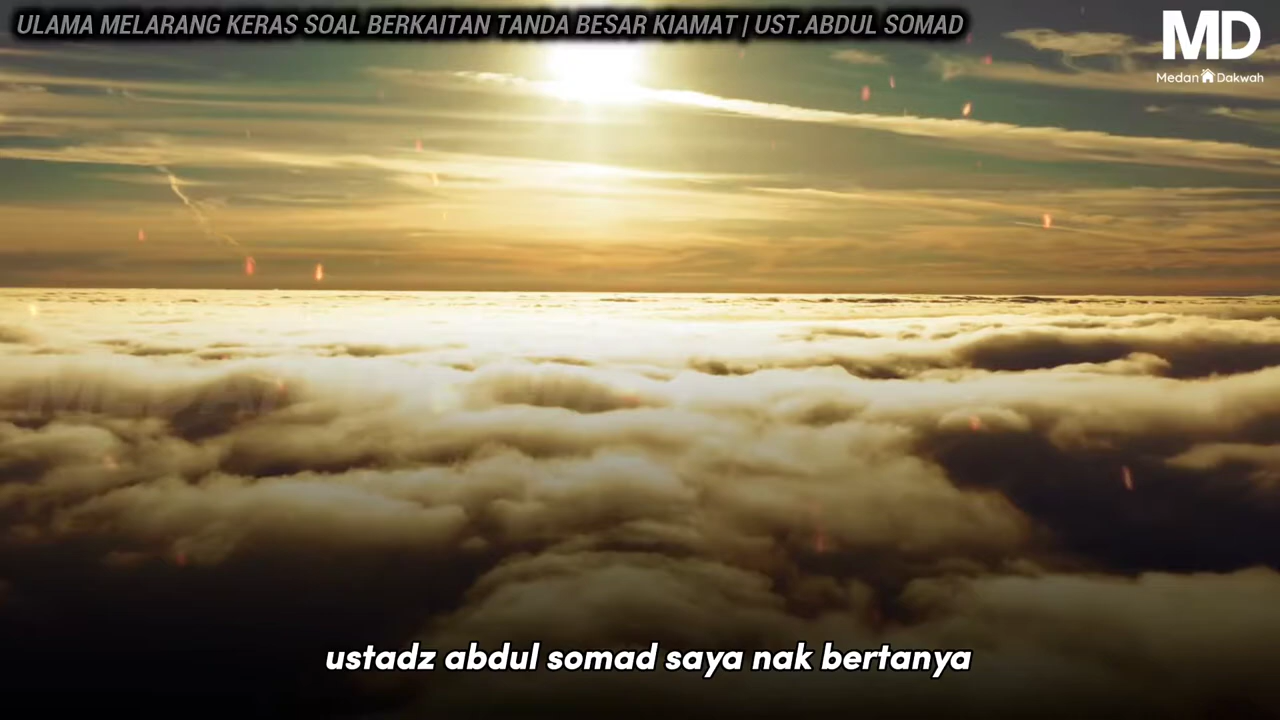 ULAMA MELARANG KERAS SOAL BERKAITAN TANDA BESAR KIAMAT | UST.ABDUL SOMAD
MD
Medan Dakwah
ustadz abdul somad saya nak bertanya